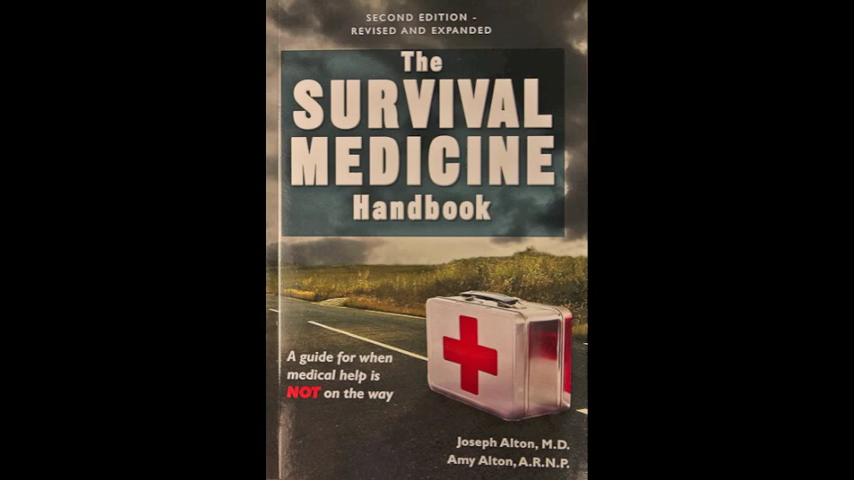 SECOND EDITION -
REVISED AND EXPANDED
The
SURVIVAL
MEDICINE
Handbook
A guide for when
medical help is
NOT on the way
Joseph Alton, M.D.
Amy Alton, A.R.N.P.